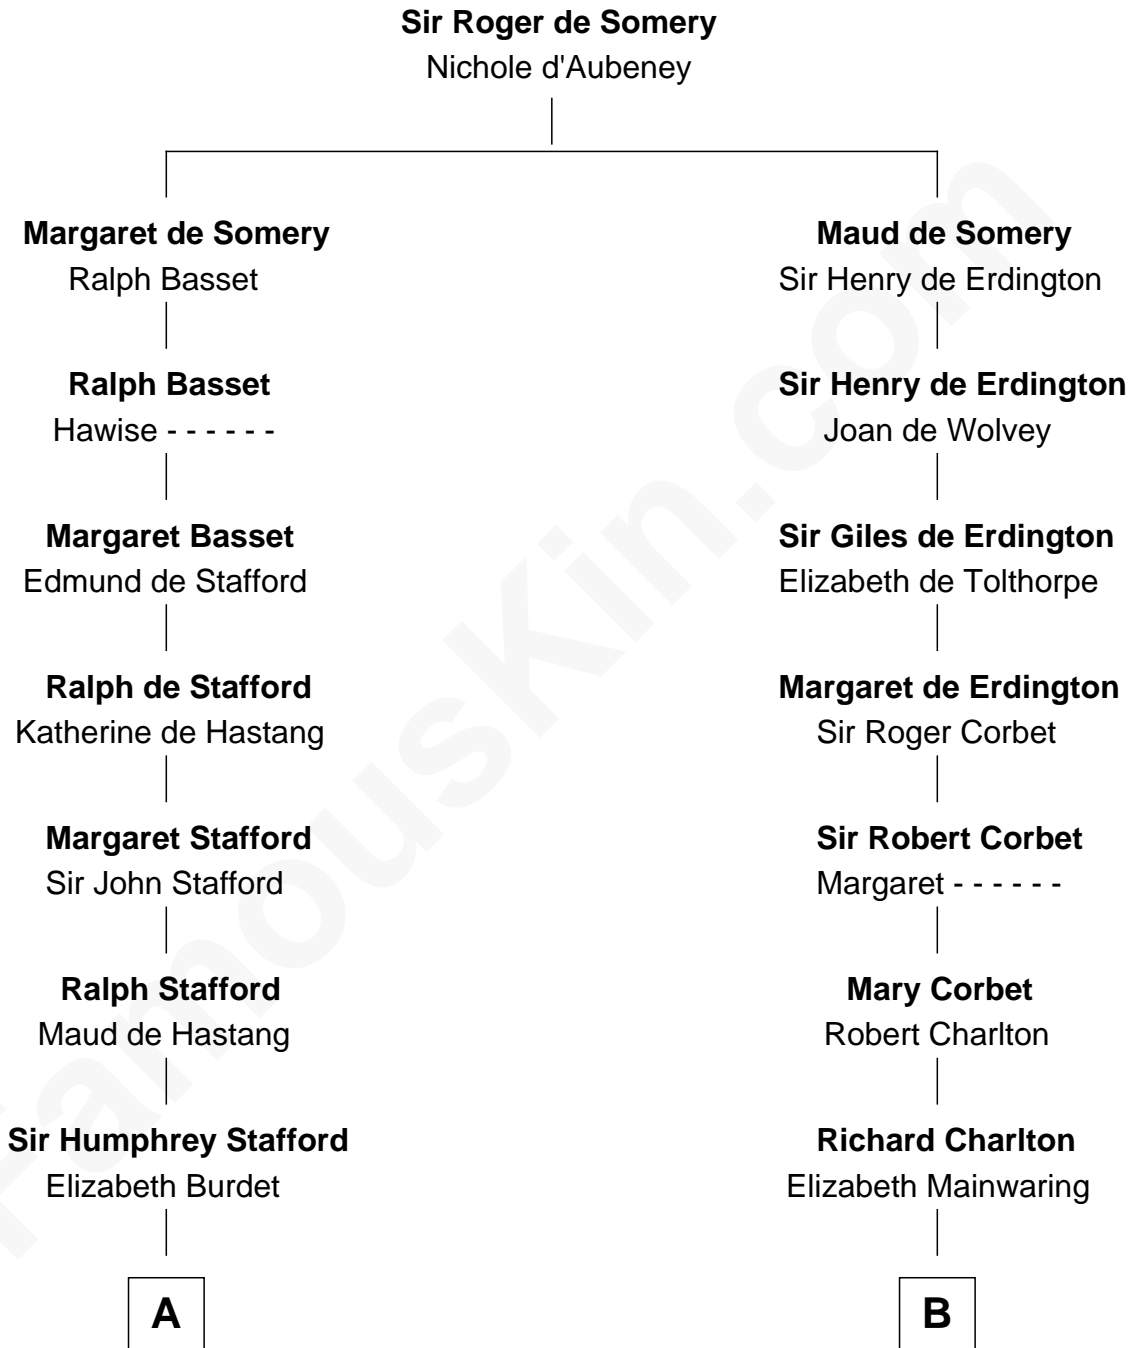 Sir Roger de Somery
Nichole d'Aubeney
Margaret de Somery
Ralph Basset
Maud de Somery
Sir Henry de Erdington
Ralph Basset
Hawise - - - - - -
Sir Henry de Erdington
Joan de Wolvey
Margaret Basset
Edmund de Stafford
Sir Giles de Erdington
Elizabeth de Tolthorpe
Ralph de Stafford
Katherine de Hastang
Margaret de Erdington
Sir Roger Corbet
Margaret Stafford
Sir John Stafford
Sir Robert Corbet
Margaret - - - - - -
Ralph Stafford
Maud de Hastang
Mary Corbet
Robert Charlton
Sir Humphrey Stafford
Elizabeth Burdet
Richard Charlton
Elizabeth Mainwaring
A
B
FamousKin.com